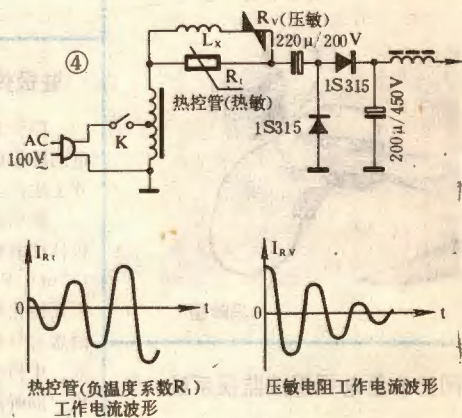 ④
Rv(压敏)
Lx
220μ/200V
Rt
热控管(热敏)
1S315
1S315
200μ/450V
AC
100V
~
K
IRt
0
t
IRv
0
t
热控管(负温度系数Rt)
工作电流波形
压敏电阻工作电流波形